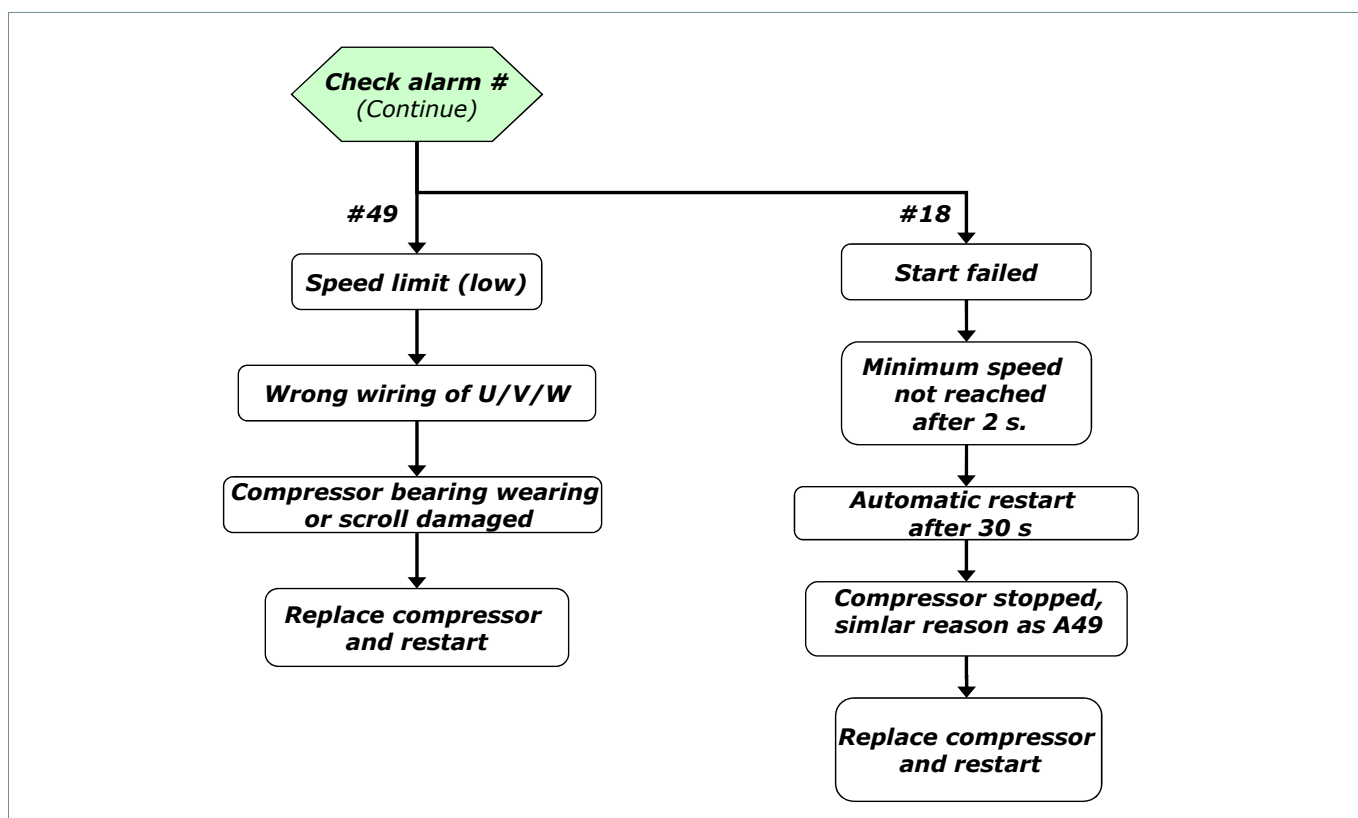 Check alarm #
(Continue)
#49
#18
Speed limit (low)
Start failed
Wrong wiring of U/V/W
Minimum speed
not reached
after 2 s.
Compressor bearing wearing
or scroll damaged
Automatic restart
after 30 s
Replace compressor
and restart
Compressor stopped,
simlar reason as A49
Replace compressor
and restart